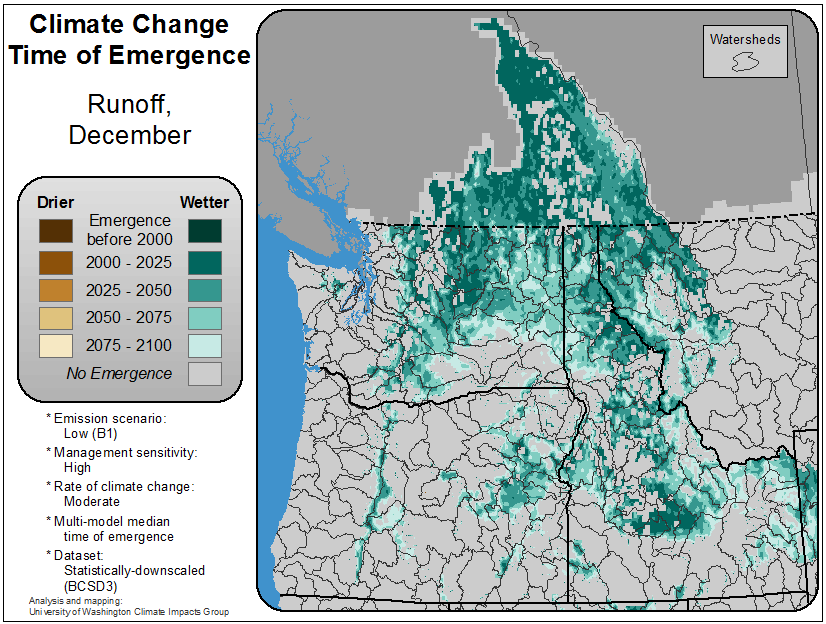 Climate Change
Time of Emergence
Runoff,
December
Drier
Wetter
Emergence
before 2000
2000 - 2025
2025 - 2050
2050 - 2075
2075 - 2100
No Emergence
* Emission scenario:
Low (B1)
* Management sensitivity:
High
* Rate of climate change:
Moderate
* Multi-model median
time of emergence
* Dataset:
Statistically-downscaled
(BCSD3)
Analysis and mapping:
University of Washington Climate Impacts Group
Watersheds